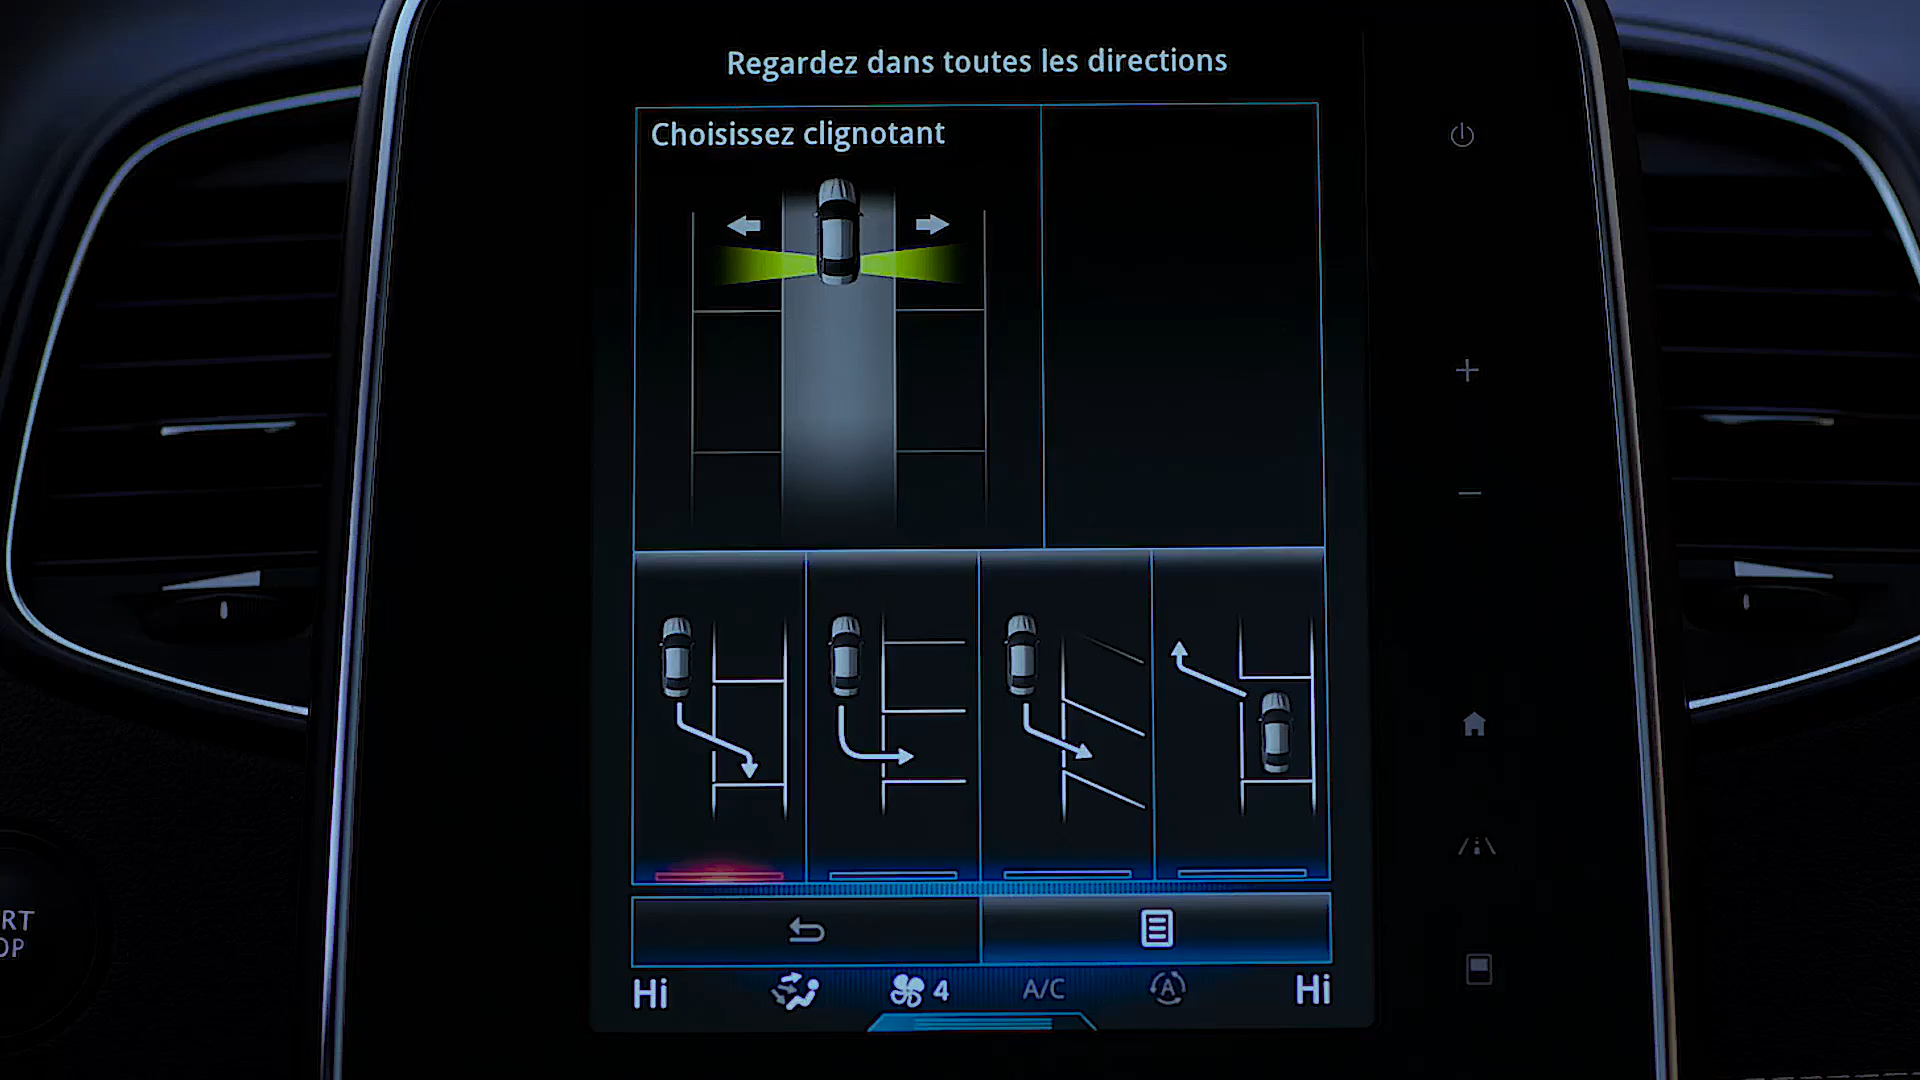 Regardez dans toutes les directions
Choisissez clignotant
RT
OP
Hi
4
A/C
A
Hi